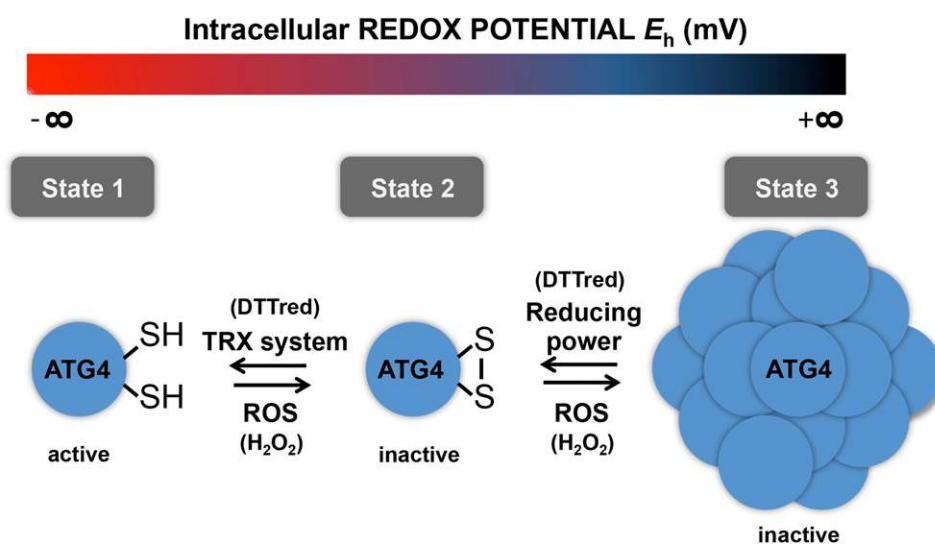 Intracellular REDOX POTENTIAL Eh (mV)
- ∞
+∞
State 1
State 2
State 3
ATG4
SH
SH
active
(DTTred)
TRX system
ROS
(H₂O₂)
ATG4
S
S
inactive
(DTTred)
Reducing
power
ROS
(H₂O₂)
ATG4
inactive